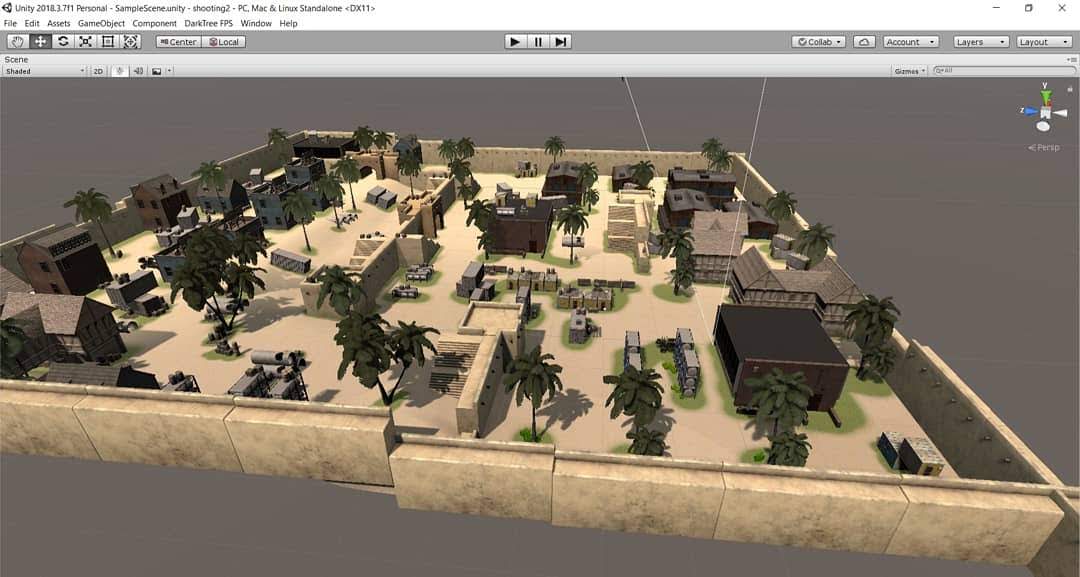 Unity 2018.3.7f1 Personal - SampleScene.unity - shooting2 - PC, Mac & Linux Standalone <DX11>
File Edit Assets GameObject Component DarkTree FPS Window Help
Center Local Collab Account Layers Layout
Scene
Shaded 2D Gizmos All
y
z
Persp